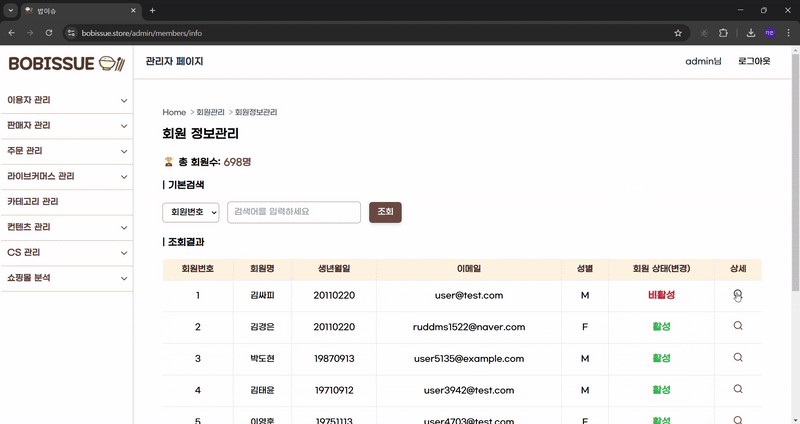 밥이슈
bobissue.store/admin/members/info
BOBISSUE
관리자 페이지
admin님
로그아웃
이용자 관리
판매자 관리
주문 관리
라이브커머스 관리
카테고리 관리
컨텐츠 관리
CS 관리
쇼핑몰 분석
Home > 회원관리 > 회원정보관리
회원 정보관리
총 회원수: 698명
기본검색
회원번호 검색어를 입력하세요 조회
조회결과
회원번호 회원명 생년월일 이메일 성별 회원 상태(변경) 상세
1 김싸피 20110220 user@test.com M 비활성
2 김경은 20110220 ruddms1522@naver.com F 활성
3 박도현 19870913 user5135@example.com M 활성
4 김태윤 19710912 user3942@test.com M 활성
5 이영훈 19751113 user4703@test.com F 활성